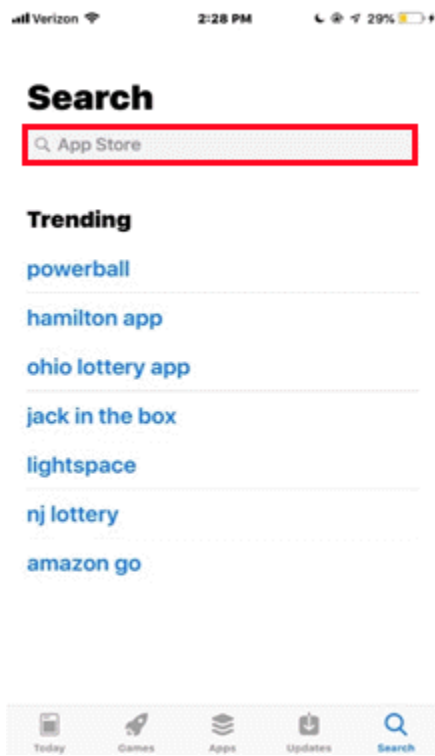 Verizon 2:28 PM 29%
Search
App Store
Trending
powerball
hamilton app
ohio lottery app
jack in the box
lightspace
nj lottery
amazon go
Today Games Apps Updates Search